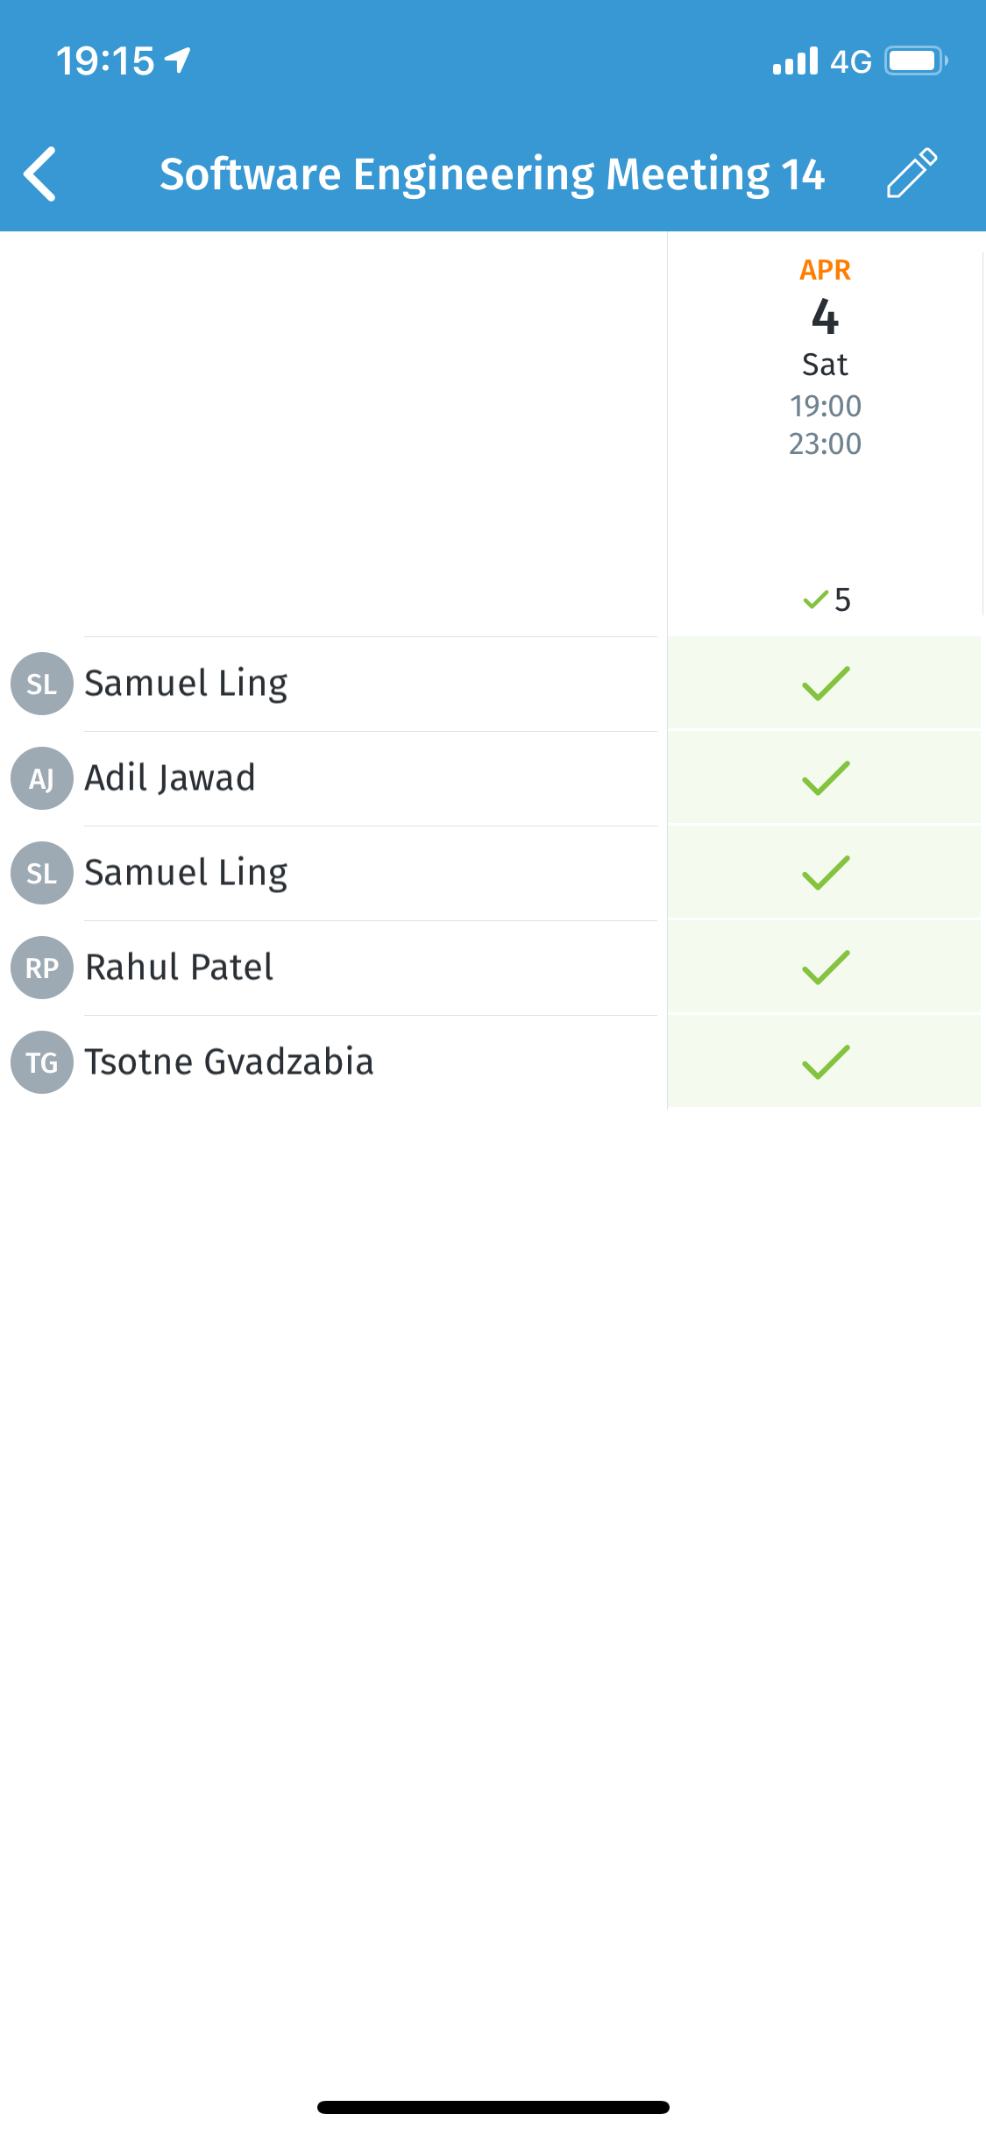 19:15 4G
Software Engineering Meeting 14
APR
4
Sat
19:00
23:00
5
SL Samuel Ling
AJ Adil Jawad
SL Samuel Ling
RP Rahul Patel
TG Tsotne Gvadzabia